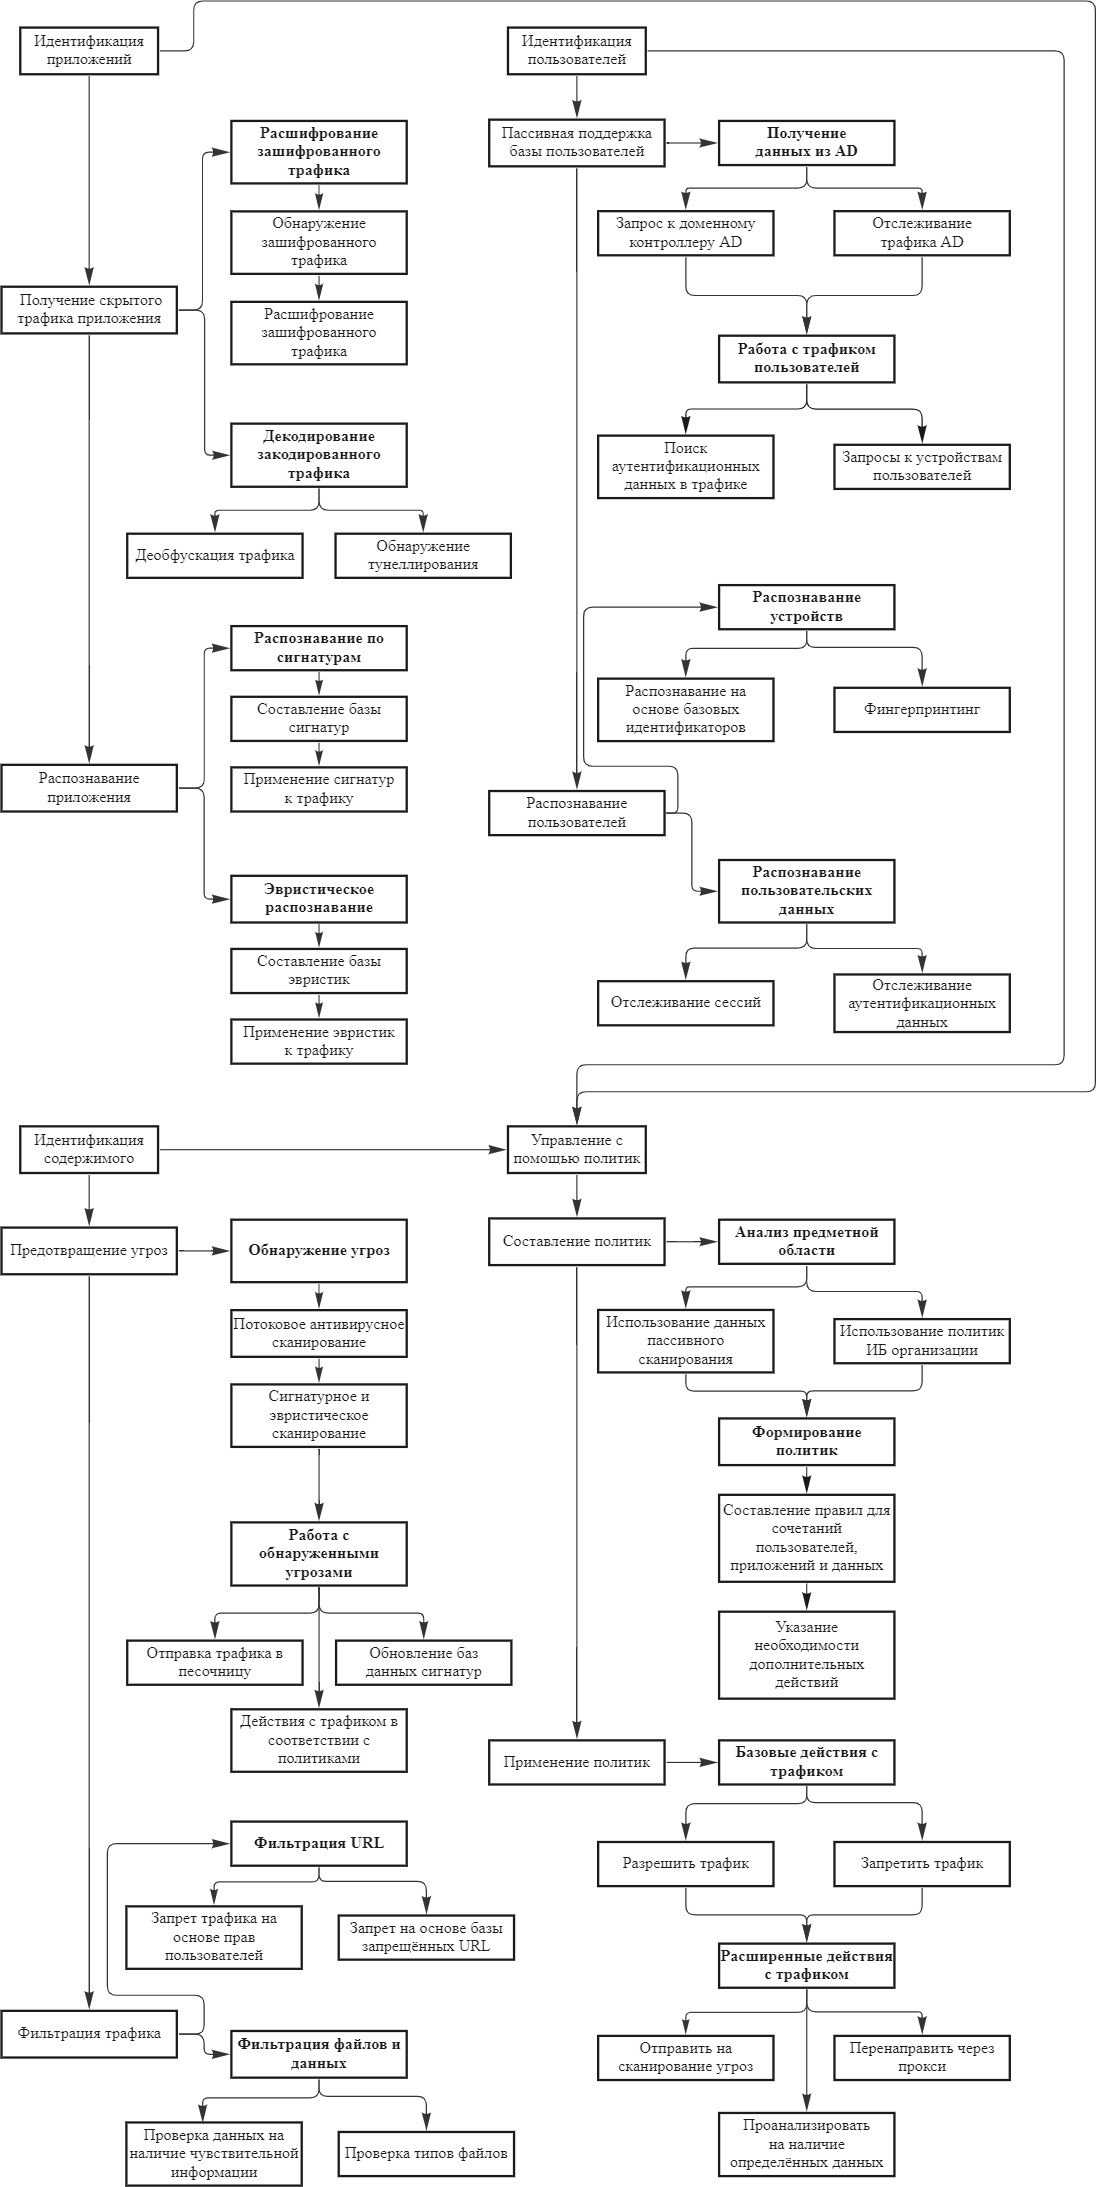 Идентификация
приложений
Идентификация
пользователей
Расшифрование
зашифрованного
трафика
Обнаружение
зашифрованного
трафика
Получение скрытого
трафика приложения
Расшифрование
зашифрованного
трафика
Декодирование
закодированного
трафика
Деобфускация трафика
Обнаружение
тунеллирования
Распознавание по
сигнатурам
Составление базы
сигнатур
Распознавание
приложения
Применение сигнатур
к трафику
Эвристическое
распознавание
Составление базы
эвристик
Применение эвристик
к трафику
Пассивная поддержка
базы пользователей
Получение
данных из AD
Запрос к доменному
контроллеру AD
Отслеживание
трафика AD
Работа с трафиком
пользователей
Поиск
аутентификационных
данных в трафике
Запросы к устройствам
пользователей
Распознавание
устройств
Распознавание на
основе базовых
идентификаторов
Фингерпринтинг
Распознавание
пользователей
Распознавание
пользовательских
данных
Отслеживание сессий
Отслеживание
аутентификационных
данных
Идентификация
содержимого
Управление с
помощью политик
Предотвращение угроз
Обнаружение угроз
Потоковое антивирусное
сканирование
Сигнатурное и
эвристическое
сканирование
Работа с
обнаруженными
угрозами
Отправка трафика в
песочницу
Обновление баз
данных сигнатур
Действия с трафиком в
соответствии с
политиками
Фильтрация URL
Запрет трафика на
основе прав
пользователей
Запрет на основе базы
запрещённых URL
Фильтрация трафика
Фильтрация файлов и
данных
Проверка данных на
наличие чувствительной
информации
Проверка типов файлов
Составление политик
Анализ предметной
области
Использование данных
пассивного
сканирования
Использование политик
ИБ организации
Формирование
политик
Составление правил для
сочетаний
пользователей,
приложений и данных
Указание
необходимости
дополнительных
действий
Применение политик
Базовые действия с
трафиком
Разрешить трафик
Запретить трафик
Расширенные действия
с трафиком
Отправить на
сканирование угроз
Перенаправить через
прокси
Проанализировать
на наличие
определённых данных